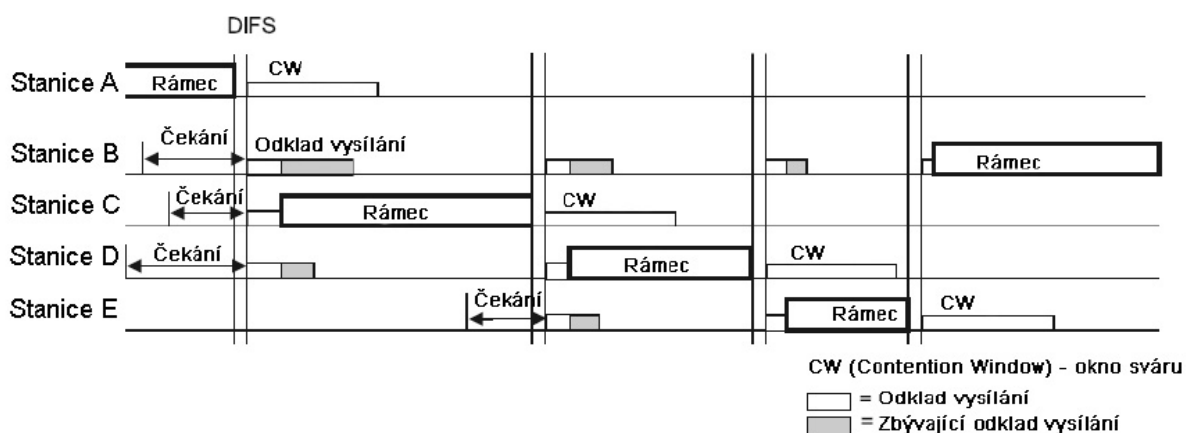 DIFS
Stanice A
Rámec
CW
Stanice B
Čekání
Odklad vysílání
Rámec
Stanice C
Čekání
Rámec
CW
Stanice D
Čekání
Rámec
CW
Stanice E
Čekání
Rámec
CW
CW (Contention Window) - okno sváru
= Odklad vysílání
= Zbývající odklad vysílání